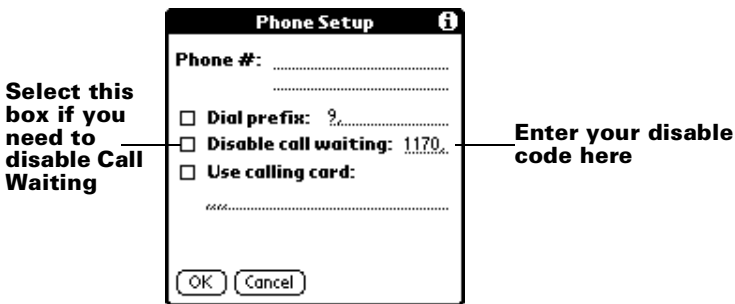 Phone Setup i
Phone #:
Select this
box if you
need to
disable Call
Waiting
Dial prefix: 9,
Disable call waiting: 1170,
Use calling card:
,,,,
Enter your disable
code here
OK Cancel